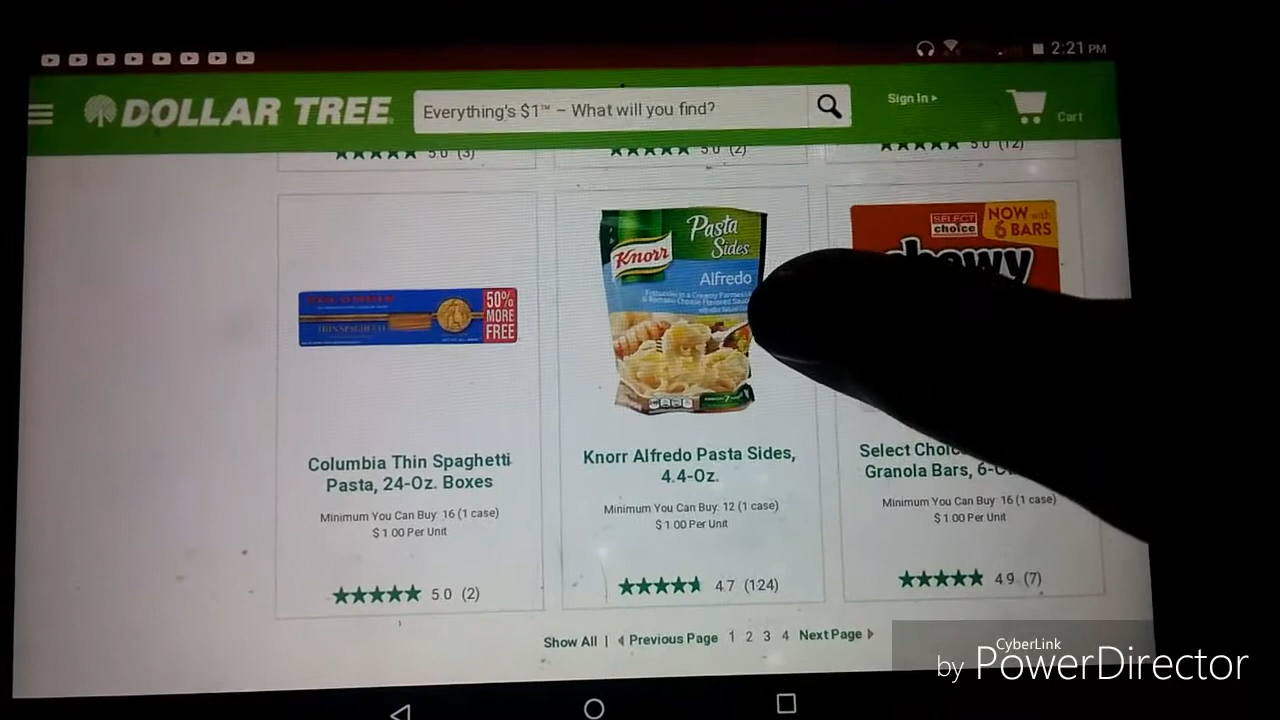 2:21 PM
DOLLAR TREE
Everything's $1™ – What will you find?
Sign In ▸
Cart
5.0 (3)
5.0 (2)
5.0 (12)
50%
MORE
FREE
THIN SPAGHETTI
Columbia Thin Spaghetti
Pasta, 24-Oz. Boxes
Minimum You Can Buy: 16 (1 case)
$1.00 Per Unit
5.0 (2)
Pasta
Sides
Knorr
Alfredo
Knorr Alfredo Pasta Sides,
4.4-Oz.
Minimum You Can Buy: 12 (1 case)
$1.00 Per Unit
4.7 (124)
SELECT
choice
NOW with
6 BARS
chewy
Select
Granola Bars,
Minimum You Can Buy: 16 (1 case)
$1.00 Per Unit
4.9 (7)
Show All | Previous Page 1 2 3 4 Next Page
CyberLink
by PowerDirector